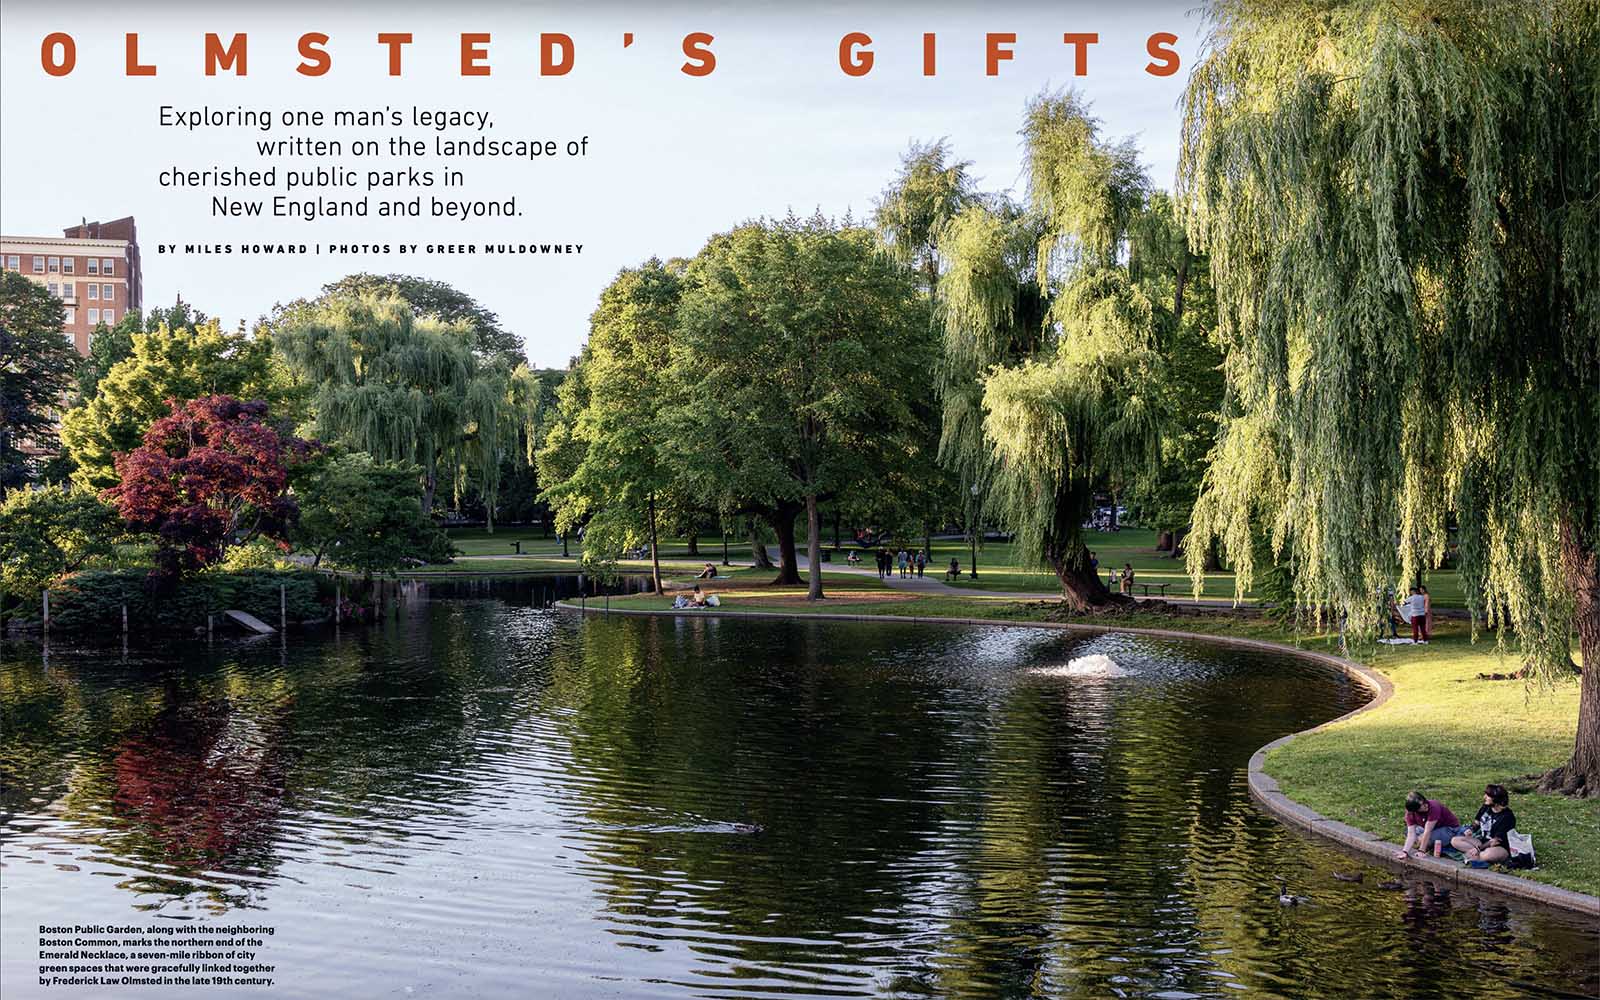 OLMSTED'S GIFTS
Exploring one man's legacy,
written on the landscape of
cherished public parks in
New England and beyond.
BY MILES HOWARD | PHOTOS BY GREER MULDOWNEY
Boston Public Garden, along with the neighboring
Boston Common, marks the northern end of the
Emerald Necklace, a seven-mile ribbon of city
green spaces that were gracefully linked together
by Frederick Law Olmsted in the late 19th century.